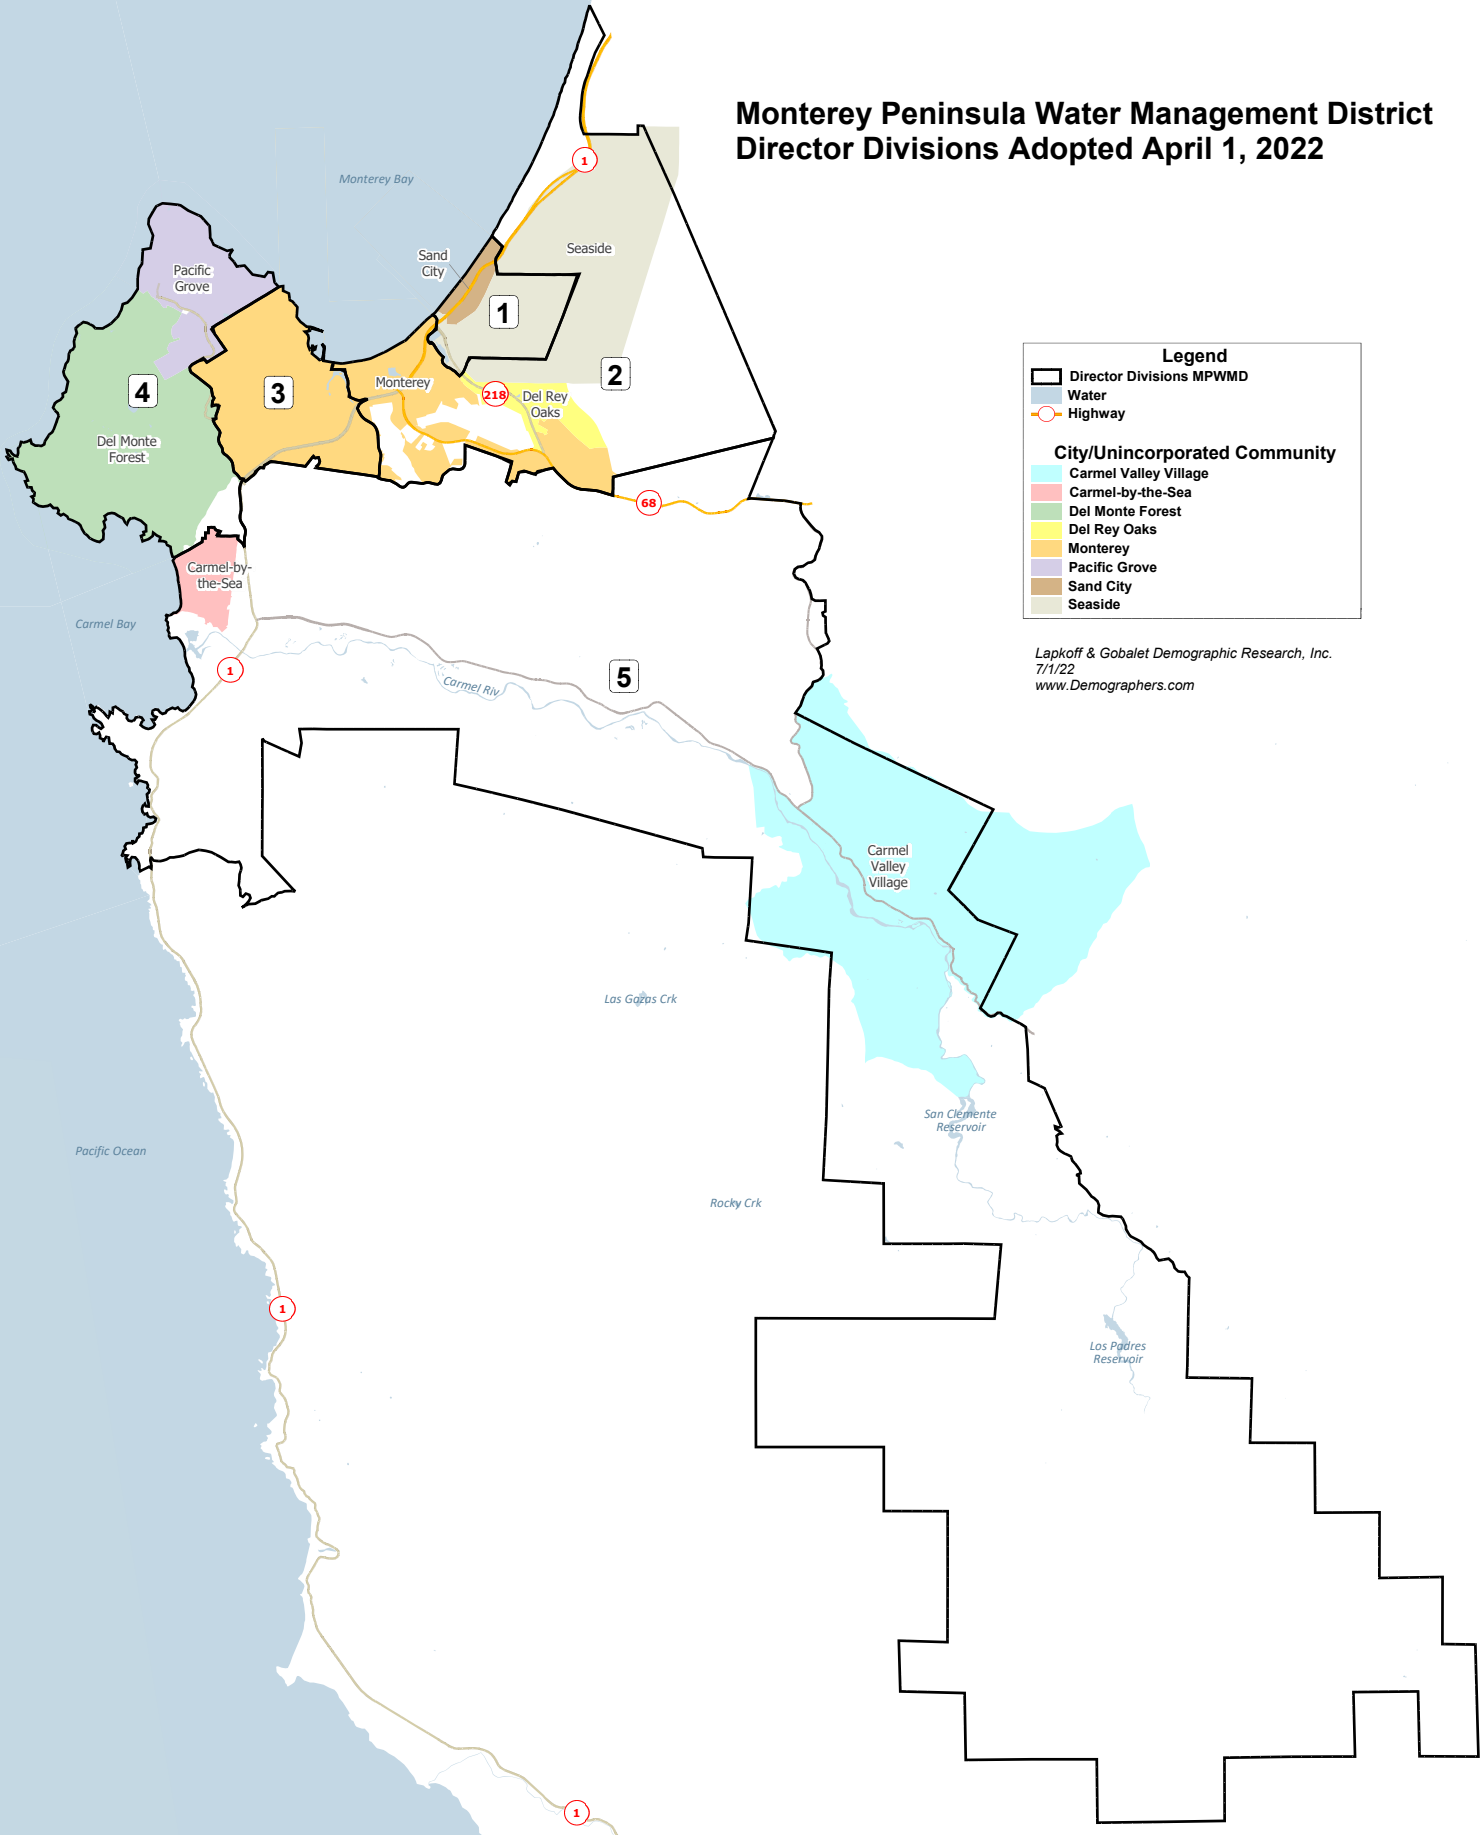 Monterey Peninsula Water Management District
Director Divisions Adopted April 1, 2022
1
Monterey Bay
Sand
City
Seaside
Pacific
Grove
1
2
4
3
Monterey
218
Del Rey
Oaks
Del Monte
Forest
68
Legend
Director Divisions MPWMD
Water
Highway
City/Unincorporated Community
Carmel Valley Village
Carmel-by-the-Sea
Del Monte Forest
Del Rey Oaks
Monterey
Pacific Grove
Sand City
Seaside
Lapkoff & Gobalet Demographic Research, Inc.
7/1/22
www.Demographers.com
Carmel-by-
the-Sea
Carmel Bay
1
5
Carmel Riv
Carmel
Valley
Village
Las Gazas Crk
San Clemente
Reservoir
Pacific Ocean
Rocky Crk
1
Los Padres
Reservoir
1